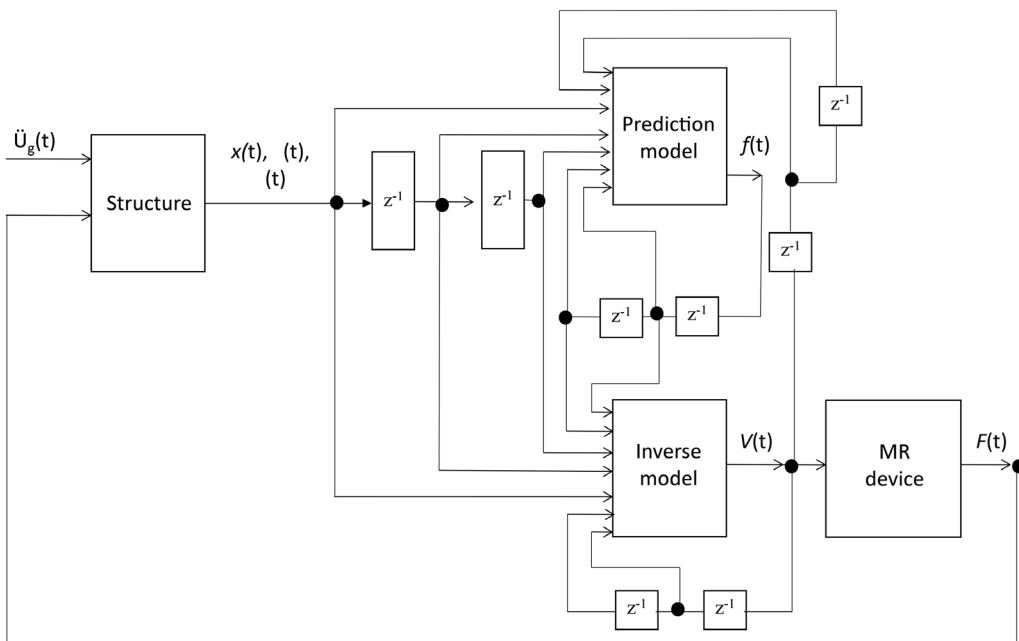 Ü_g(t)
Structure
x(t), (t),
(t)
z⁻¹
z⁻¹
Prediction
model
f(t)
z⁻¹
z⁻¹
z⁻¹
z⁻¹
Inverse
model
V(t)
MR
device
F(t)
z⁻¹
z⁻¹